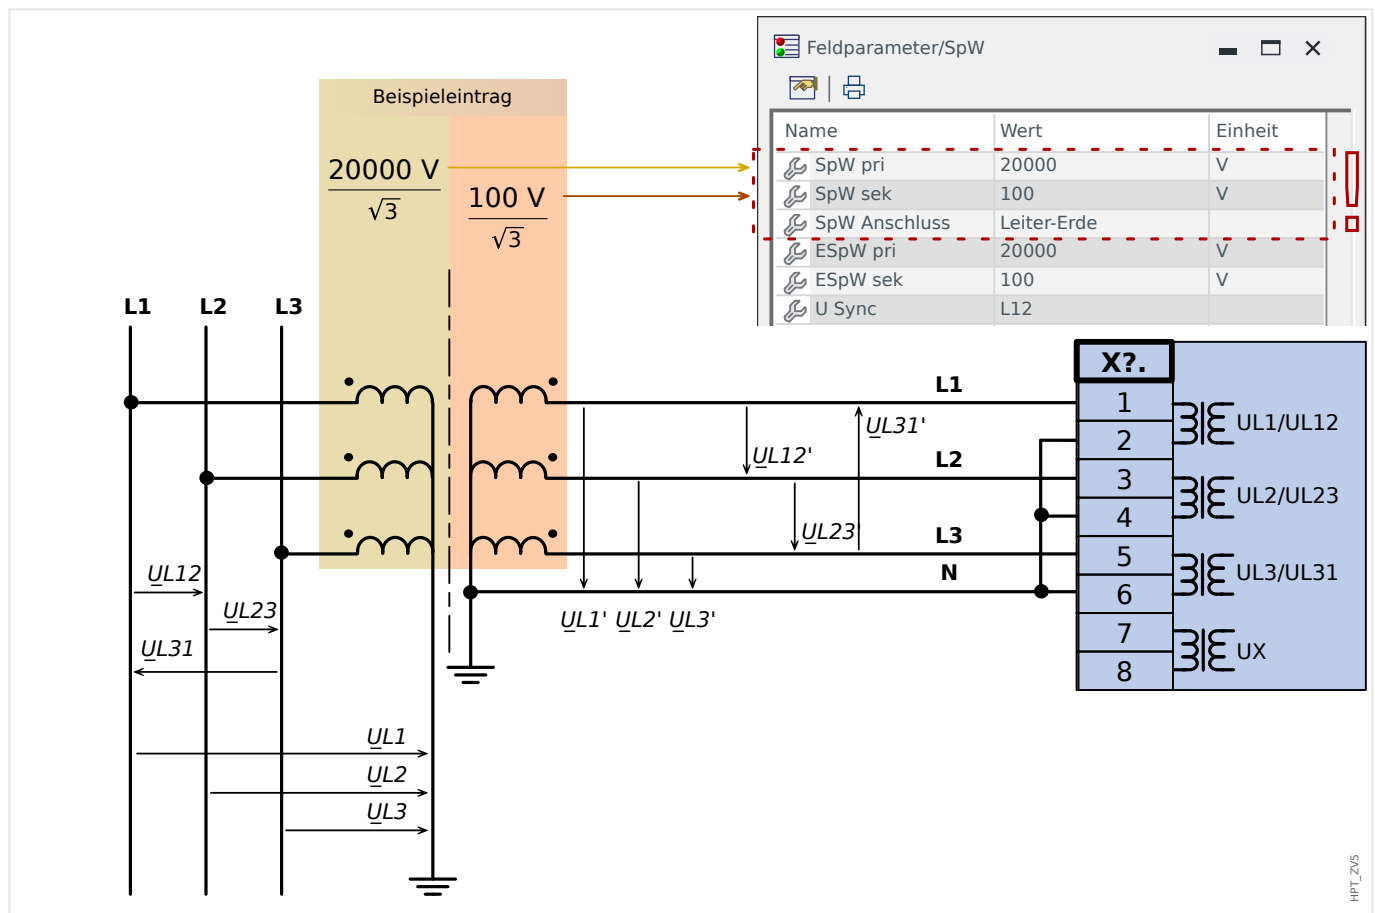 Feldparameter/SpW
Beispieleintrag
Name Wert Einheit
SpW pri 20000 V
SpW sek 100 V
SpW Anschluss Leiter-Erde
ESpW pri 20000 V
ESpW sek 100 V
U Sync L12
20000 V
√3
100 V
√3
L1 L2 L3
X?.
L1
L2
L3
N
1
2
3
4
5
6
7
8
UL1/UL12
UL2/UL23
UL3/UL31
UX
UL31'
UL12'
UL23'
UL1' UL2' UL3'
UL12
UL23
UL31
UL1
UL2
UL3
HPT_ZV5